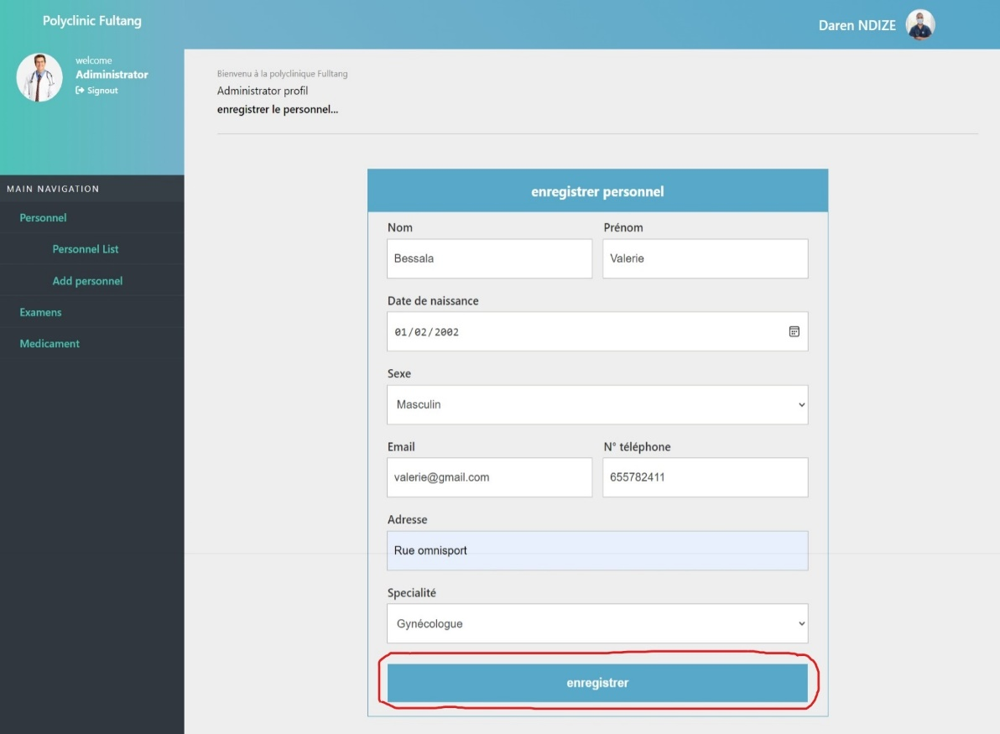 Polyclinic Fultang
Daren NDIZE
welcome
Adiministrator
Signout
Bienvenu à la polyclinique Fulltang
Administrator profil
enregistrer le personnel...
MAIN NAVIGATION
Personnel
Personnel List
Add personnel
Examens
Medicament
enregistrer personnel
Nom Prénom
Bessala Valerie
Date de naissance
01/02/2002
Sexe
Masculin
Email N° téléphone
valerie@gmail.com 655782411
Adresse
Rue omnisport
Specialité
Gynécologue
enregistrer